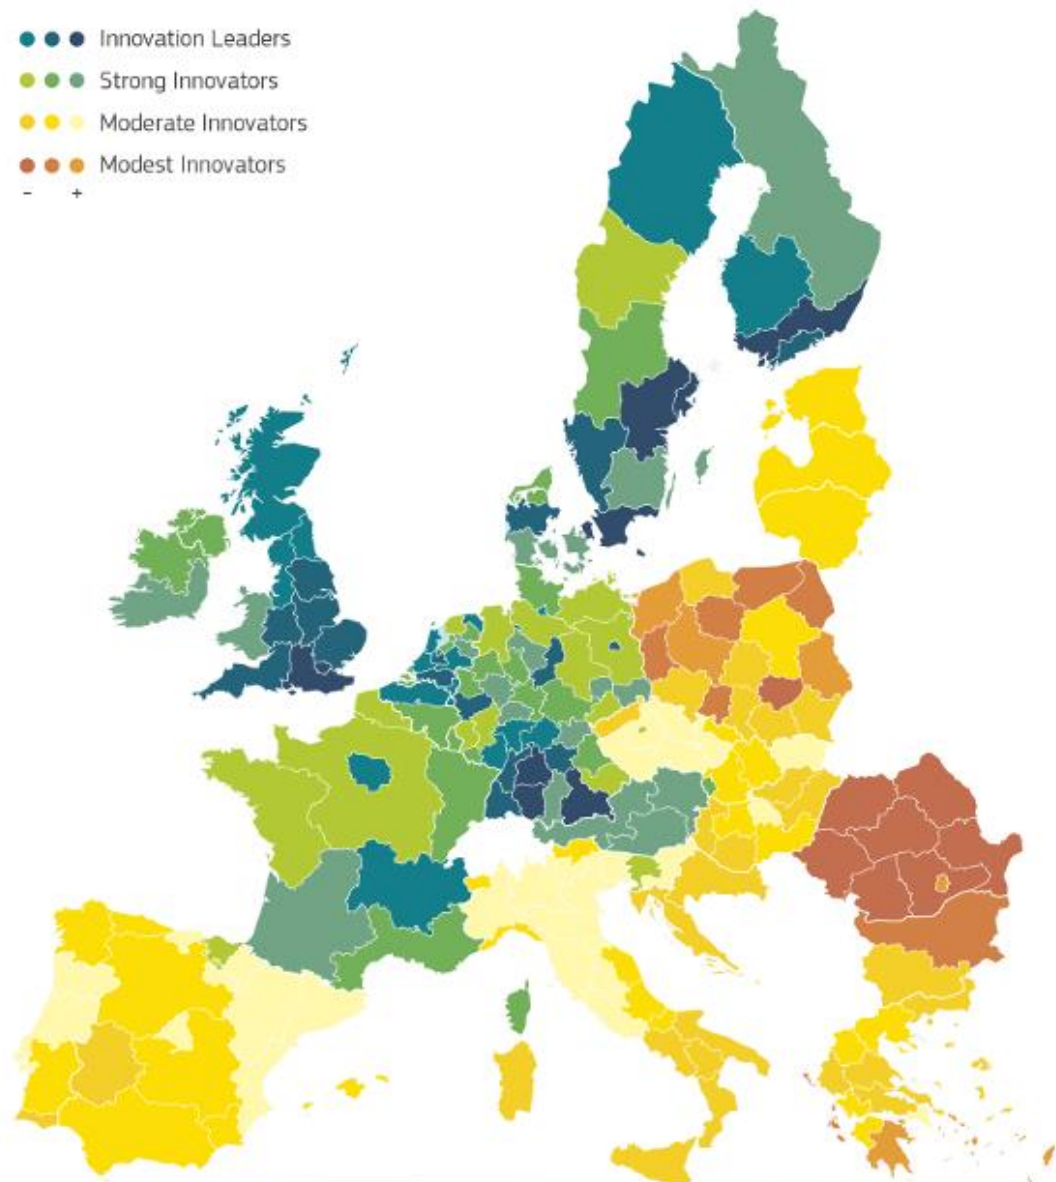 Innovation Leaders
Strong Innovators
Moderate Innovators
Modest Innovators
- +